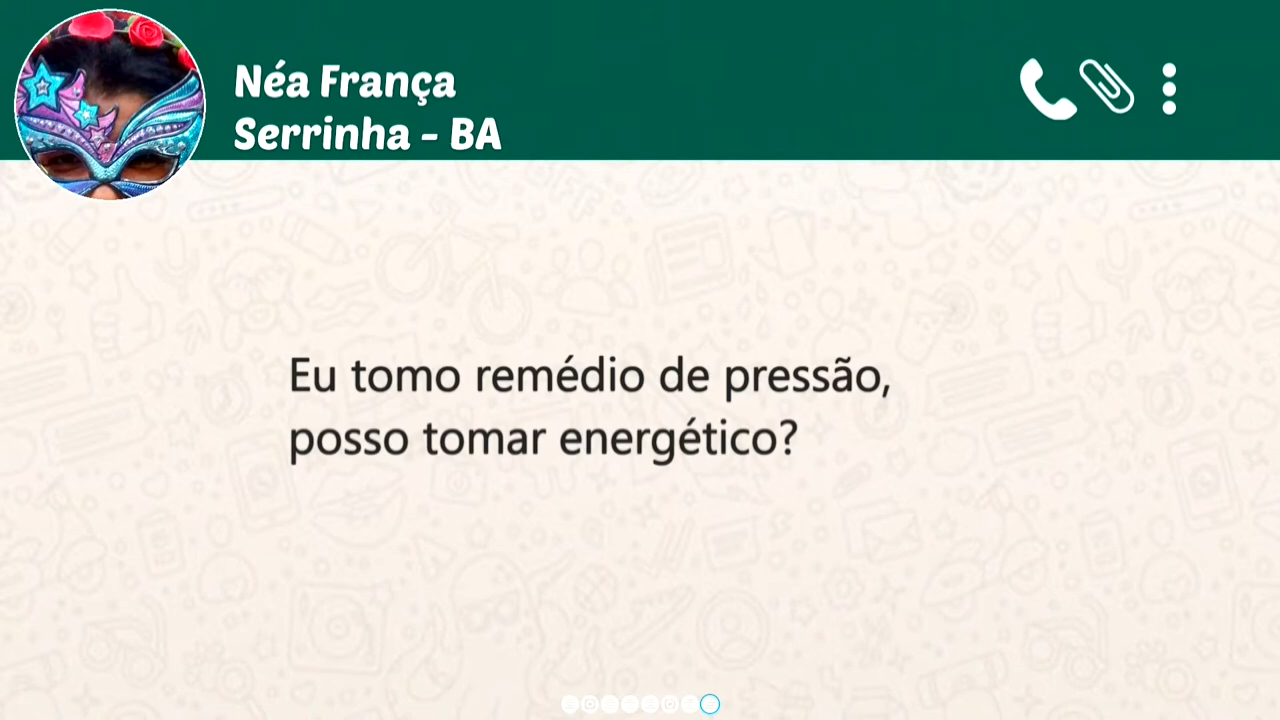 Néa França
Serrinha - BA
Eu tomo remédio de pressão,
posso tomar energético?